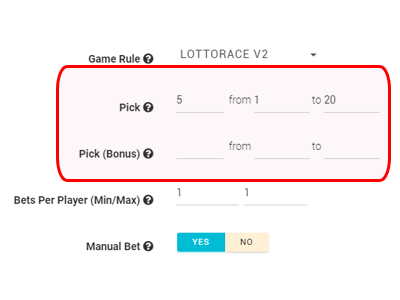 Game Rule ? LOTTORACE V2
Pick ? 5 from 1 to 20
Pick (Bonus) ? from to
Bets Per Player (Min/Max) ? 1 1
Manual Bet ? YES NO